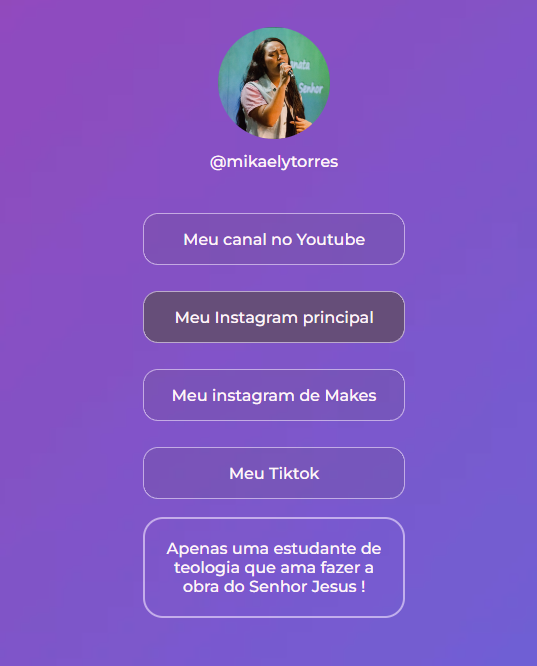 Senhor
@mikaelytorres
Meu canal no Youtube
Meu Instagram principal
Meu instagram de Makes
Meu Tiktok
Apenas uma estudante de
teologia que ama fazer a
obra do Senhor Jesus !